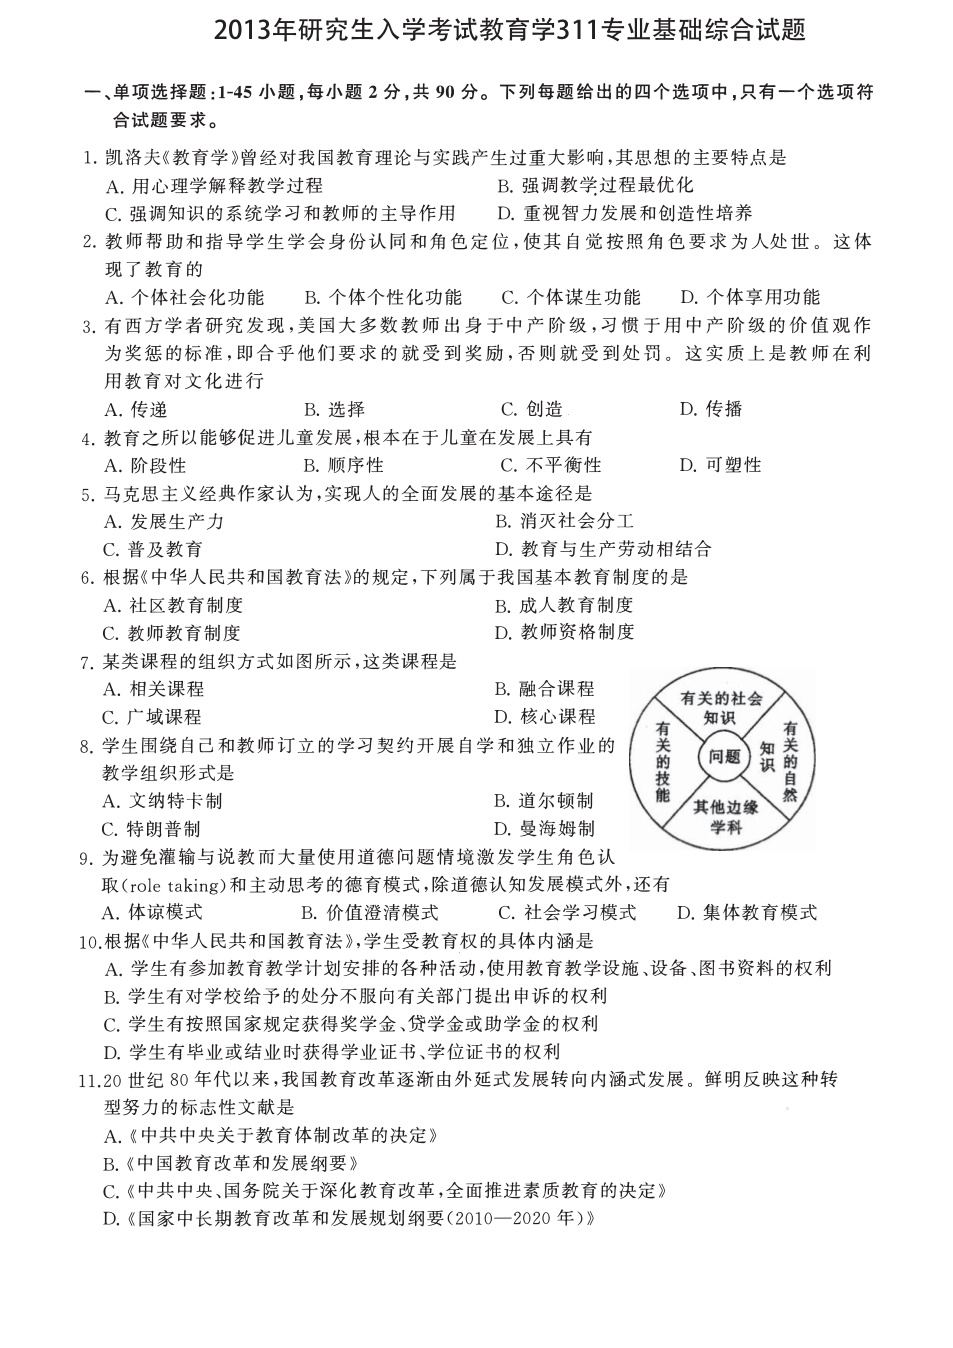 2013年研究生入学考试教育学311专业基础综合试题
一、单项选择题:1-45 小题,每小题 2 分,共 90 分。下列每题给出的四个选项中,只有一个选项符
合试题要求。
1. 凯洛夫《教育学》曾经对我国教育理论与实践产生过重大影响,其思想的主要特点是
A. 用心理学解释教学过程 B. 强调教学过程最优化
C. 强调知识的系统学习和教师的主导作用 D. 重视智力发展和创造性培养
2. 教师帮助和指导学生学会身份认同和角色定位,使其自觉按照角色要求为人处世。这体
现了教育的
A. 个体社会化功能 B. 个体个性化功能 C. 个体谋生功能 D. 个体享用功能
3. 有西方学者研究发现,美国大多数教师出身于中产阶级,习惯于用中产阶级的价值观作
为奖惩的标准,即合乎他们要求的就受到奖励,否则就受到处罚。这实质上是教师在利
用教育对文化进行
A. 传递 B. 选择 C. 创造 D. 传播
4. 教育之所以能够促进儿童发展,根本在于儿童在发展上具有
A. 阶段性 B. 顺序性 C. 不平衡性 D. 可塑性
5. 马克思主义经典作家认为,实现人的全面发展的基本途径是
A. 发展生产力 B. 消灭社会分工
C. 普及教育 D. 教育与生产劳动相结合
6. 根据《中华人民共和国教育法》的规定,下列属于我国基本教育制度的是
A. 社区教育制度 B. 成人教育制度
C. 教师教育制度 D. 教师资格制度
7. 某类课程的组织方式如图所示,这类课程是
A. 相关课程 B. 融合课程
C. 广域课程 D. 核心课程
有关的社会
知识
有关的技能
问题
有关的自然
知识
其他边缘
学科
8. 学生围绕自己和教师订立的学习契约开展自学和独立作业的
教学组织形式是
A. 文纳特卡制 B. 道尔顿制
C. 特朗普制 D. 曼海姆制
9. 为避免灌输与说教而大量使用道德问题情境激发学生角色认
取(role taking)和主动思考的德育模式,除道德认知发展模式外,还有
A. 体谅模式 B. 价值澄清模式 C. 社会学习模式 D. 集体教育模式
10.根据《中华人民共和国教育法》,学生受教育权的具体内涵是
A. 学生有参加教育教学计划安排的各种活动,使用教育教学设施、设备、图书资料的权利
B. 学生有对学校给予的处分不服向有关部门提出申诉的权利
C. 学生有按照国家规定获得奖学金、贷学金或助学金的权利
D. 学生有毕业或结业时获得学业证书、学位证书的权利
11.20 世纪 80 年代以来,我国教育改革逐渐由外延式发展转向内涵式发展。鲜明反映这种转
型努力的标志性文献是
A.《中共中央关于教育体制改革的决定》
B.《中国教育改革和发展纲要》
C.《中共中央、国务院关于深化教育改革,全面推进素质教育的决定》
D.《国家中长期教育改革和发展规划纲要(2010—2020 年)》